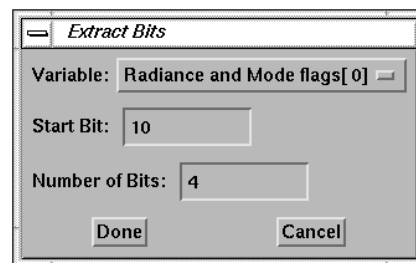 Extract Bits
Variable: Radiance and Mode flags[ 0]
Start Bit: 10
Number of Bits: 4
Done Cancel